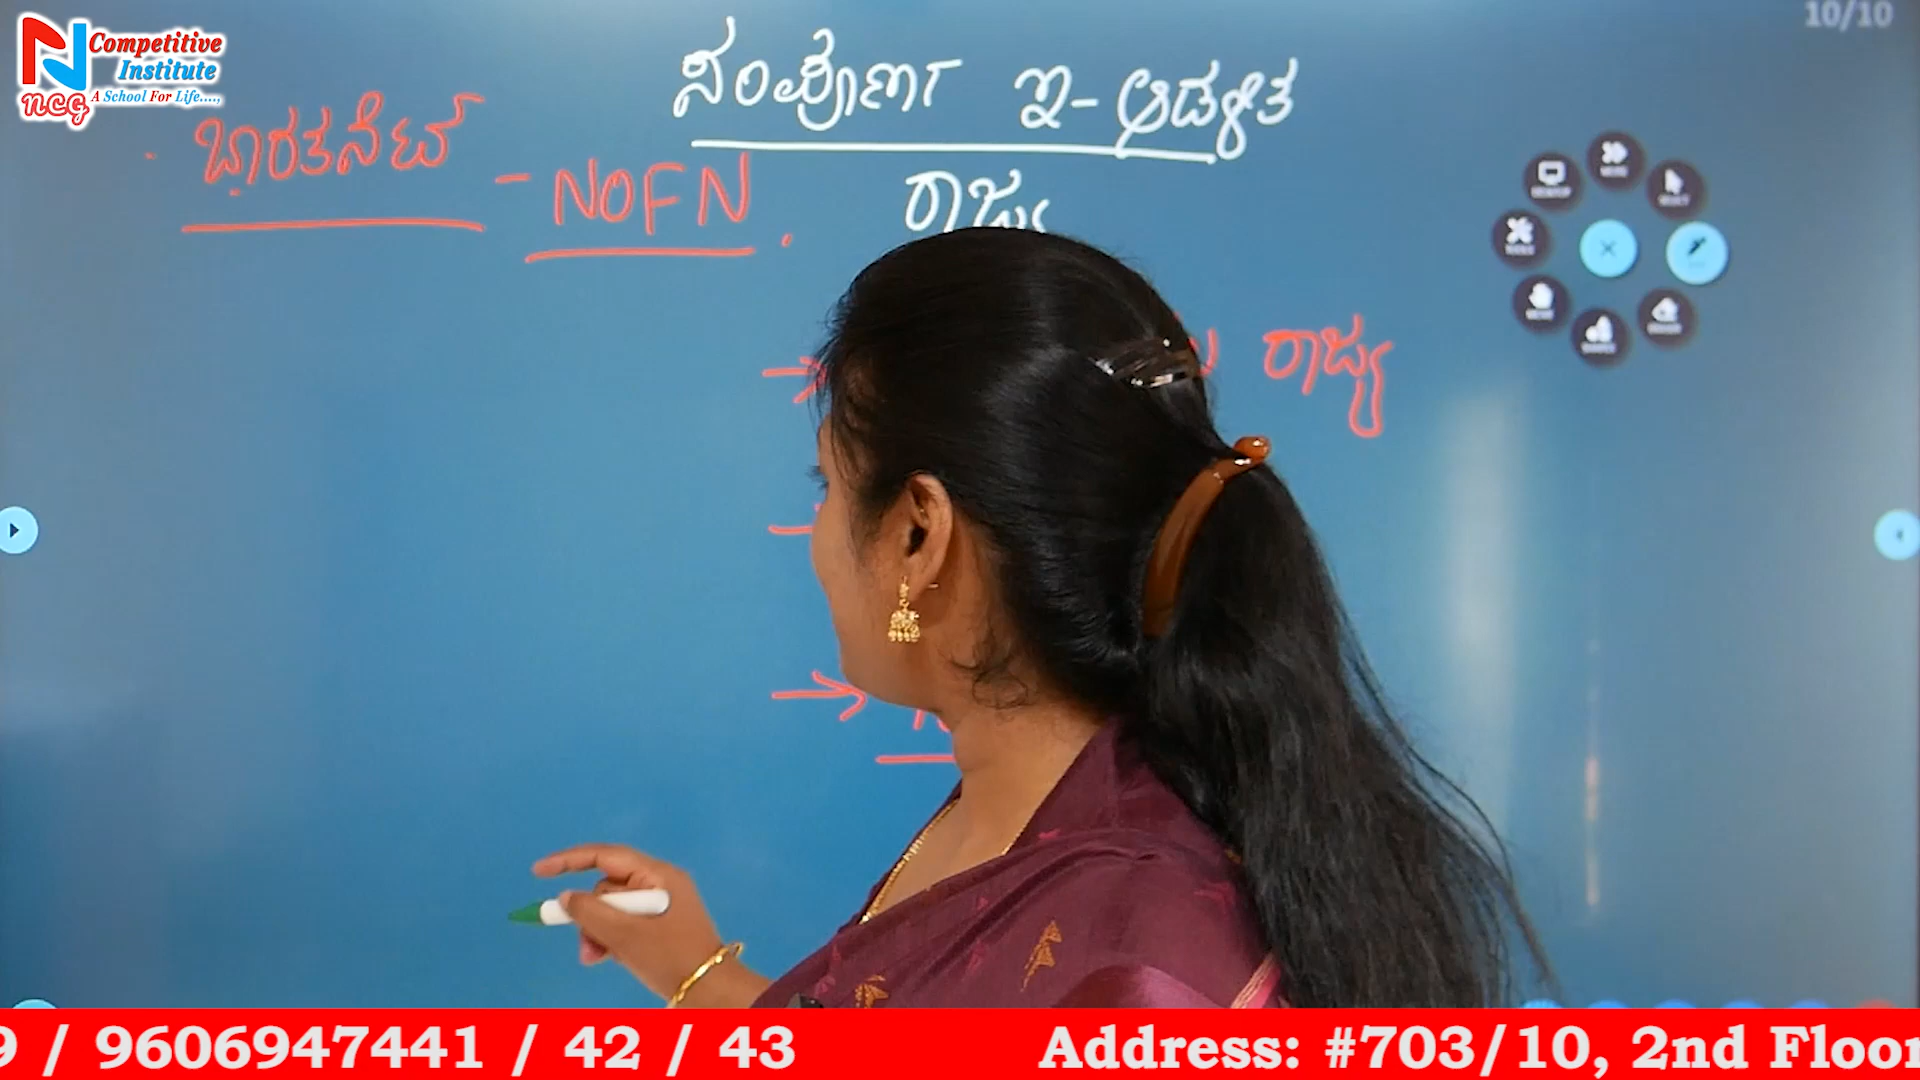 Competitive
Institute
NCG A School For Life....,
10/10
ಸಂಪೂರ್ಣ ಇ-ಆಡಳಿತ
ರಾಜ್ಯ
ಭಾರತನೆಟ್ - NOFN
ರಾಜ್ಯ
9 / 9606947441 / 42 / 43 Address: #703/10, 2nd Floor